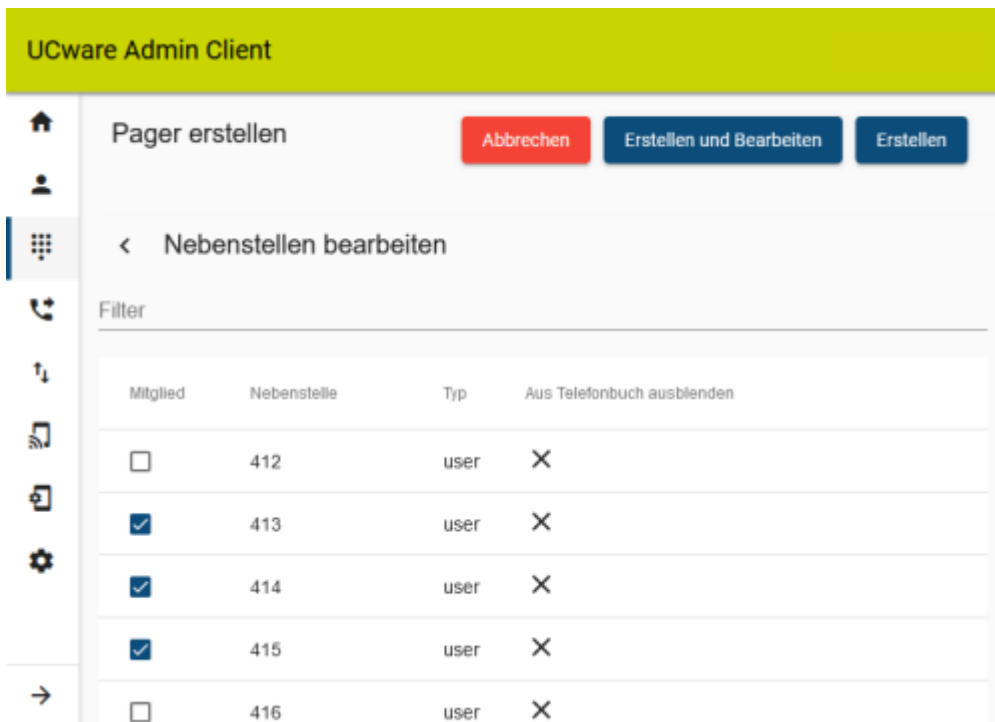 UCware Admin Client
Pager erstellen Abbrechen Erstellen und Bearbeiten Erstellen
Nebenstellen bearbeiten
Filter
Mitglied Nebenstelle Typ Aus Telefonbuch ausblenden
412 user
413 user
414 user
415 user
416 user